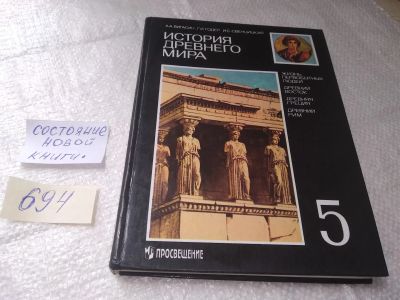 А.А. ВИГАСИН Г.И. ГОДЕР И.С. СВЕНЦИЦКАЯ
ИСТОРИЯ
ДРЕВНЕГО
МИРА
ЖИЗНЬ
ПЕРВОБЫТНЫХ
ЛЮДЕЙ
ДРЕВНИЙ
ВОСТОК
ДРЕВНЯЯ
ГРЕЦИЯ
ДРЕВНИЙ
РИМ
5
ПРОСВЕЩЕНИЕ
СОСТОЯНИЕ
НОВОЙ
КНИГИ.
694